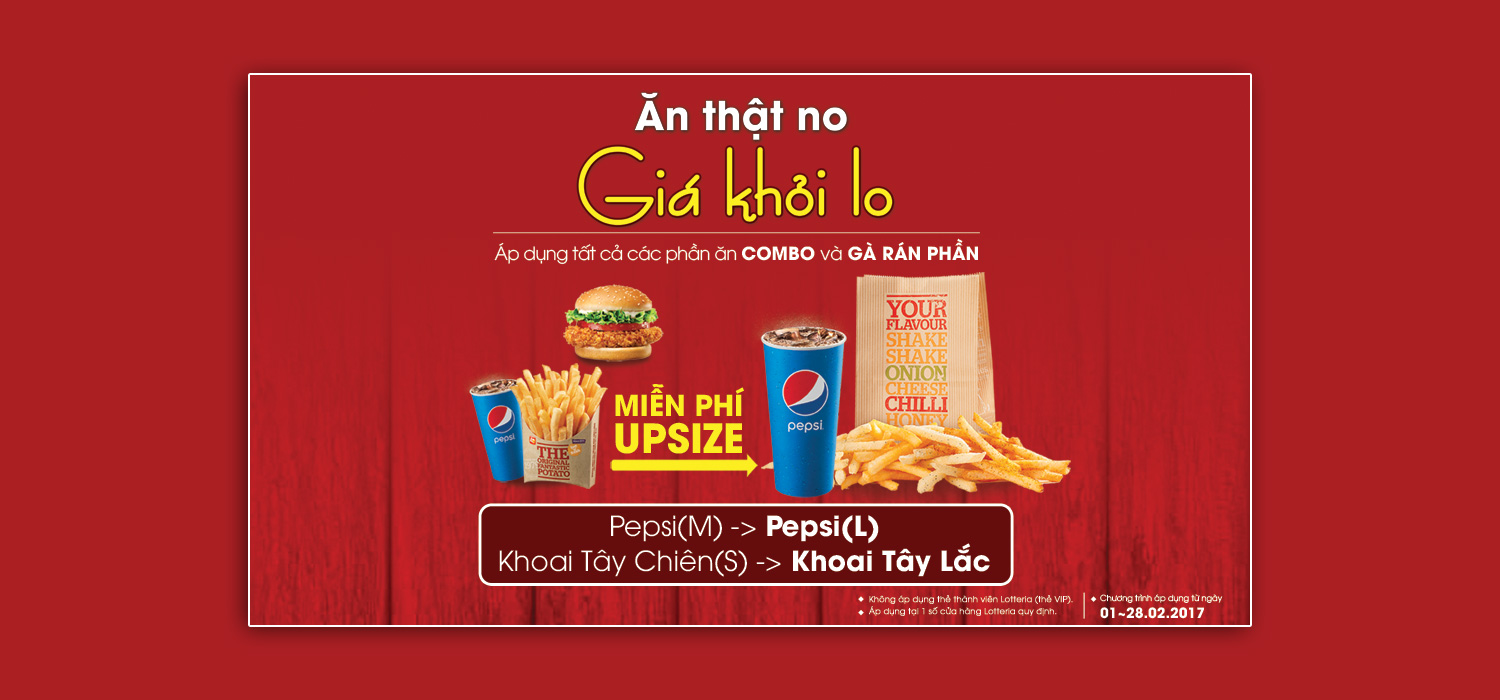 Ăn thật no
Giá khỏi lo
Áp dụng tất cả các phần ăn COMBO và GÀ RÁN PHẦN
YOUR
FLAVOUR
SHAKE
SHAKE
ONION
CHEESE
CHILLI
HONEY
MIỄN PHÍ
UPSIZE
pepsi
pepsi
THE
ORIGINAL
FANTASTIC
POTATO
Pepsi(M) -> Pepsi(L)
Khoai Tây Chiên(S) -> Khoai Tây Lắc
Không áp dụng thẻ thành viên Lotteria (thẻ VIP).
Áp dụng tại 1 số cửa hàng Lotteria quy định.
Chương trình áp dụng từ ngày
01~28.02.2017